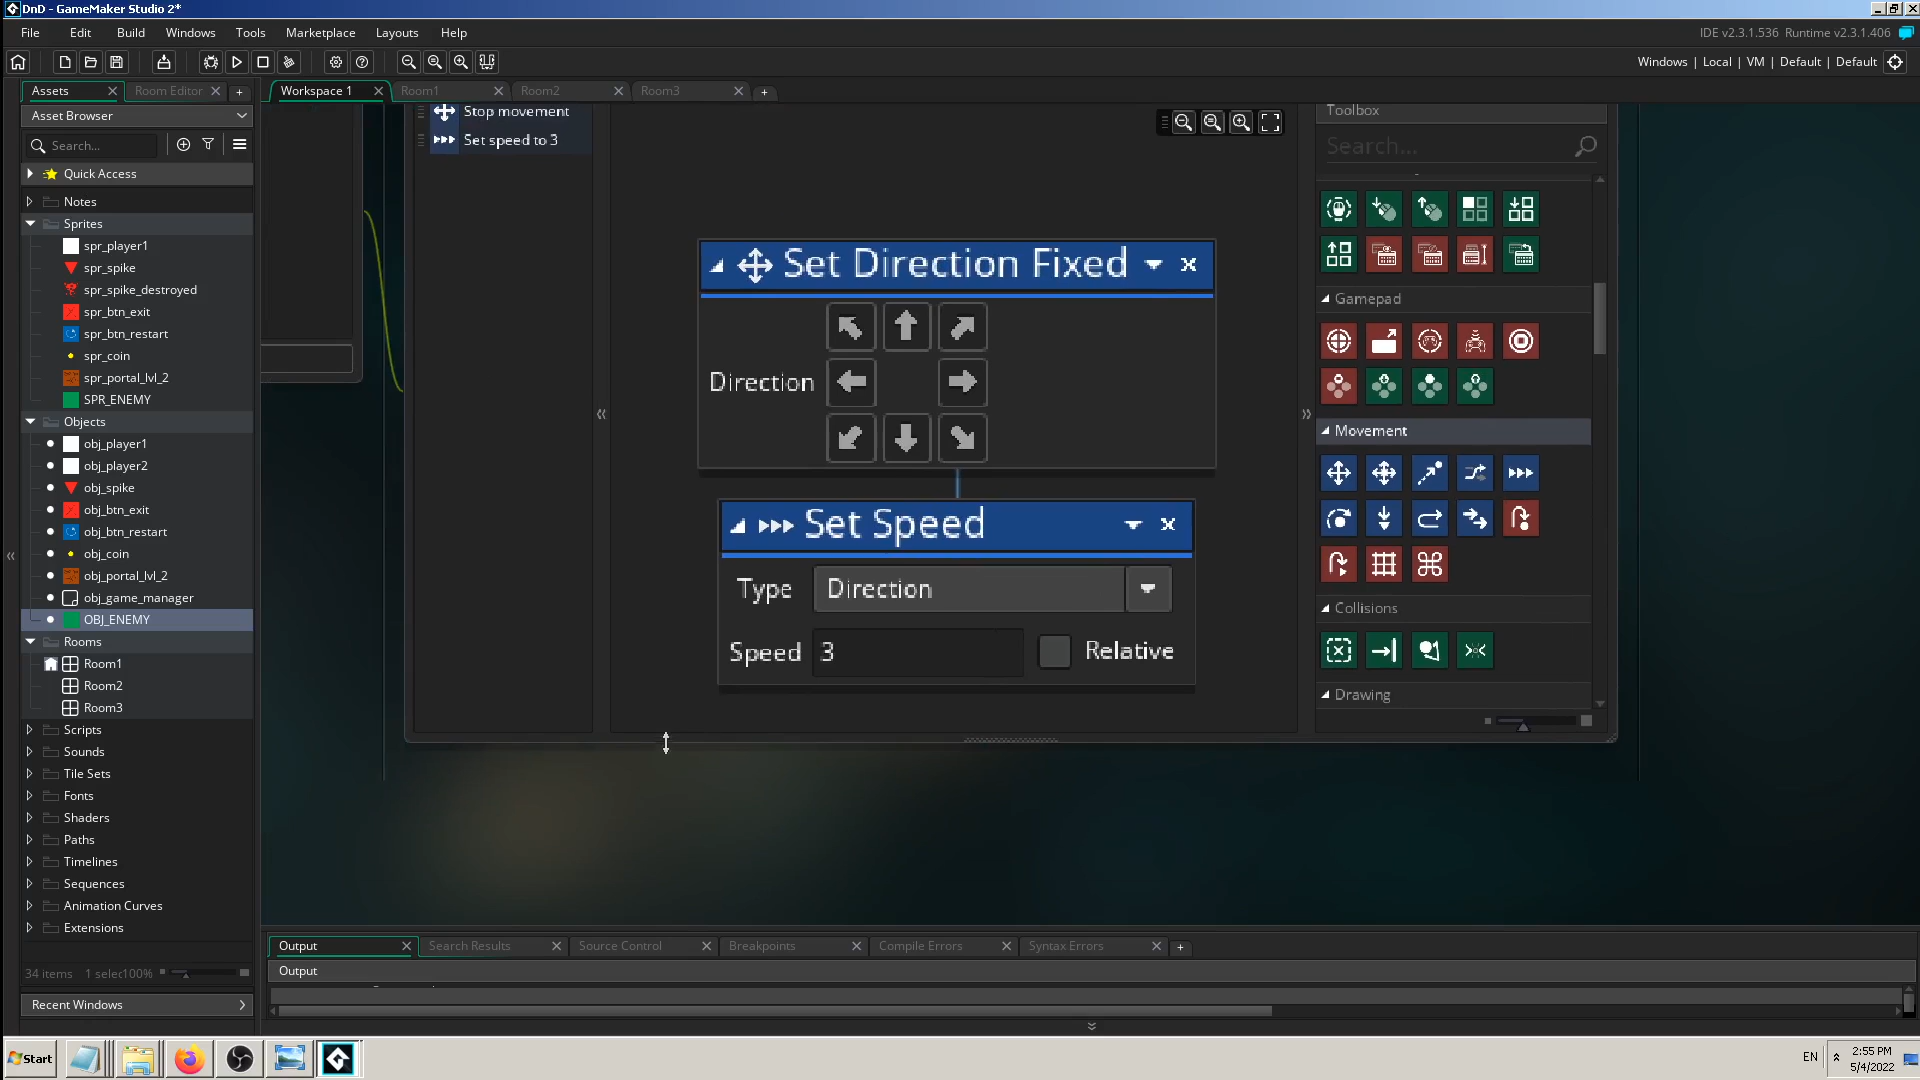 DnD - GameMaker Studio 2*
File Edit Build Windows Tools Marketplace Layouts Help
IDE v2.3.1.536 Runtime v2.3.1.406
Windows | Local | VM | Default | Default
Assets
Room Editor
Workspace 1
Room1
Room2
Room3
Asset Browser
Search...
Quick Access
Notes
Sprites
spr_player1
spr_spike
spr_spike_destroyed
spr_btn_exit
spr_btn_restart
spr_coin
spr_portal_lvl_2
SPR_ENEMY
Objects
obj_player1
obj_player2
obj_spike
obj_btn_exit
obj_btn_restart
obj_coin
obj_portal_lvl_2
obj_game_manager
OBJ_ENEMY
Rooms
Room1
Room2
Room3
Scripts
Sounds
Tile Sets
Fonts
Shaders
Paths
Timelines
Sequences
Animation Curves
Extensions
34 items 1 selec100%
Recent Windows
Stop movement
Set speed to 3
Set Direction Fixed
Direction
Set Speed
Type Direction
Speed 3 Relative
Toolbox
Search...
Gamepad
Movement
Collisions
Drawing
Output
Search Results
Source Control
Breakpoints
Compile Errors
Syntax Errors
Output
Start
EN
2:55 PM
5/4/2022